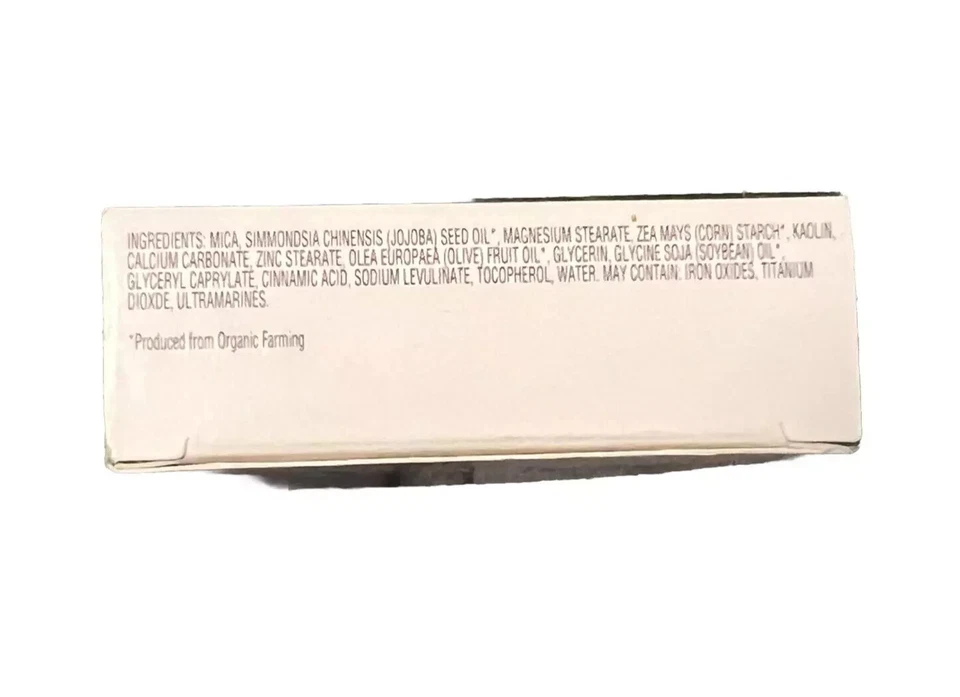 INGREDIENTS: MICA, SIMMONDSIA CHINENSIS (JOJOBA) SEED OIL*, MAGNESIUM STEARATE, ZEA MAYS (CORN) STARCH*, KAOLIN,
CALCIUM CARBONATE, ZINC STEARATE, OLEA EUROPAEA (OLIVE) FRUIT OIL*, GLYCERIN, GLYCINE SOJA (SOYBEAN) OIL*,
GLYCERYL CAPRYLATE, CINNAMIC ACID, SODIUM LEVULINATE, TOCOPHEROL, WATER. MAY CONTAIN: IRON OXIDES, TITANIUM
DIOXDE, ULTRAMARINES.
*Produced from Organic Farming